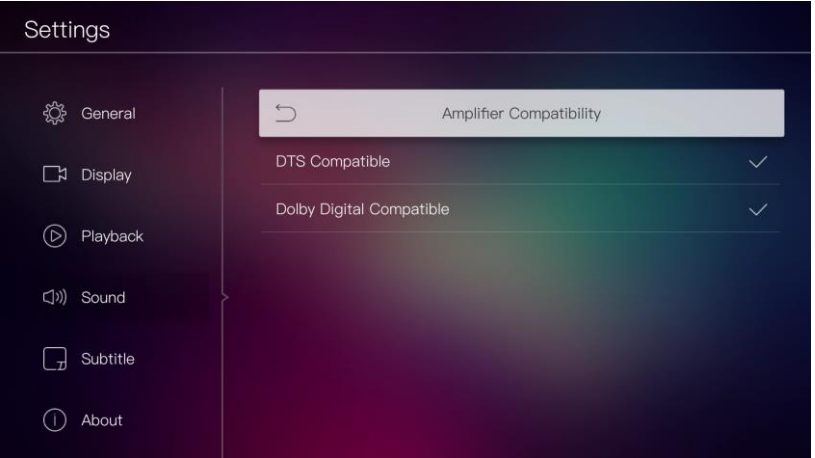 Settings
General
Display
Playback
Sound
Subtitle
About
Amplifier Compatibility
DTS Compatible
Dolby Digital Compatible